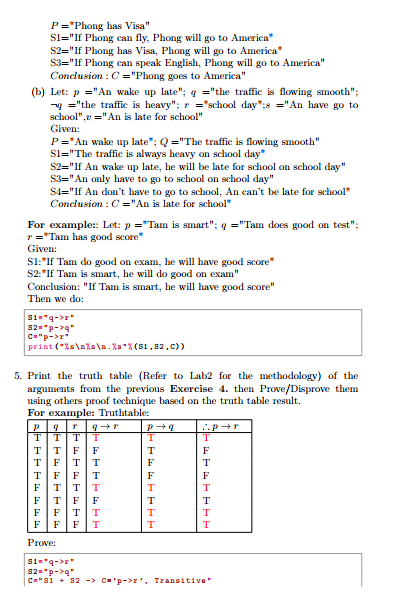 P ="Phong has Visa"
S1="If Phong can fly, Phong will go to America"
S2="If Phong has Visa, Phong will go to America"
S3="If Phong can speak English, Phong will go to America"
Conclusion : C ="Phong goes to America"
(b) Let: p ="An wake up late"; q ="the traffic is flowing smooth";
¬q ="the traffic is heavy"; r ="school day";s ="An have go to
school",v ="An is late for school"
Given:
P ="An wake up late"; Q ="The traffic is flowing smooth"
S1="The traffic is always heavy on school day"
S2="If An wake up late, he will be late for school on school day"
S3="An only have to go to school on school day"
S4="If An don't have to go to school, An can't be late for school"
Conclusion : C ="An is late for school"
For example:: Let: p ="Tam is smart"; q ="Tam does good on test";
r ="Tam has good score"
Given:
S1:"If Tam do good on exam, he will have good score"
S2:"If Tam is smart, he will do good on exam"
Conclusion: "If Tam is smart, he will have good score"
Then we do:
S1="q->r"
S2="p->q"
C="p->r"
print("%s\n%s\n.%s"%(S1,S2,C))
5. Print the truth table (Refer to Lab2 for the methodology) of the
arguments from the previous Exercise 4. then Prove/Disprove them
using others proof technique based on the truth table result.
For example: Truthtable:
p q r q → r p → q ∴ p → r
T T T T T T
T T F F T F
T F T T F T
T F F T F F
F T T T T T
F T F F T T
F F T T T T
F F F T T T
Prove:
S1="q->r"
S2="p->q"
C="S1 + S2 -> C='p->r', Transitive"